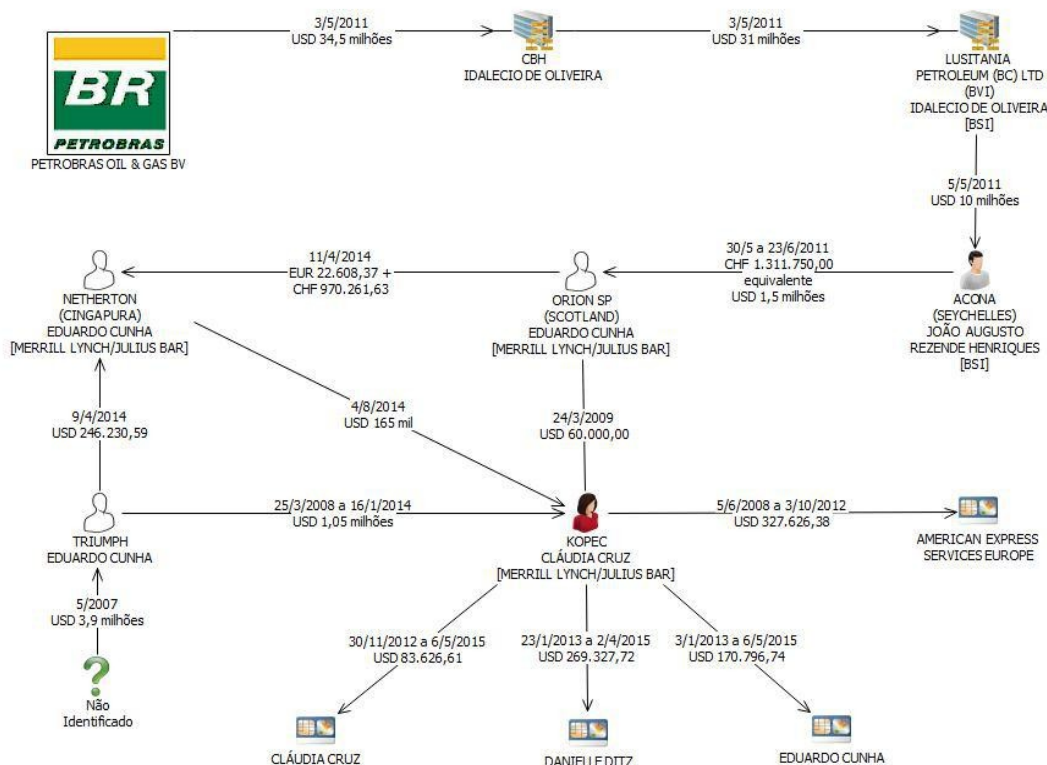 3/5/2011
USD 34,5 milhões
3/5/2011
USD 31 milhões
BR
PETROBRAS
PETROBRAS OIL & GAS BV
CBH
IDALECIO DE OLIVEIRA
LUSITANIA
PETROLEUM (BC) LTD
(BVI)
IDALECIO DE OLIVEIRA
[BSI]
5/5/2011
USD 10 milhões
11/4/2014
EUR 22.608,37 +
CHF 970.261,63
30/5 a 23/6/2011
CHF 1.311.750,00
equivalente
USD 1,5 milhões
NETHERTON
(CINGAPURA)
EDUARDO CUNHA
[MERRILL LYNCH/JULIUS BAR]
ORION SP
(SCOTLAND)
EDUARDO CUNHA
[MERRILL LYNCH/JULIUS BAR]
ACONA
(SEYCHELLES)
JOÃO AUGUSTO
REZENDE HENRIQUES
[BSI]
9/4/2014
USD 246.230,59
4/8/2014
USD 165 mil
24/3/2009
USD 60.000,00
TRIUMPH
EDUARDO CUNHA
25/3/2008 a 16/1/2014
USD 1,05 milhões
KOPEC
CLÁUDIA CRUZ
[MERRILL LYNCH/JULIUS BAR]
5/6/2008 a 3/10/2012
USD 327.626,38
AMERICAN EXPRESS
SERVICES EUROPE
5/2007
USD 3,9 milhões
30/11/2012 a 6/5/2015
USD 83.626,61
23/1/2013 a 2/4/2015
USD 269.327,72
3/1/2013 a 6/5/2015
USD 170.796,74
?
Não
Identificado
CLÁUDIA CRUZ
DANIELLE DITZ
EDUARDO CUNHA